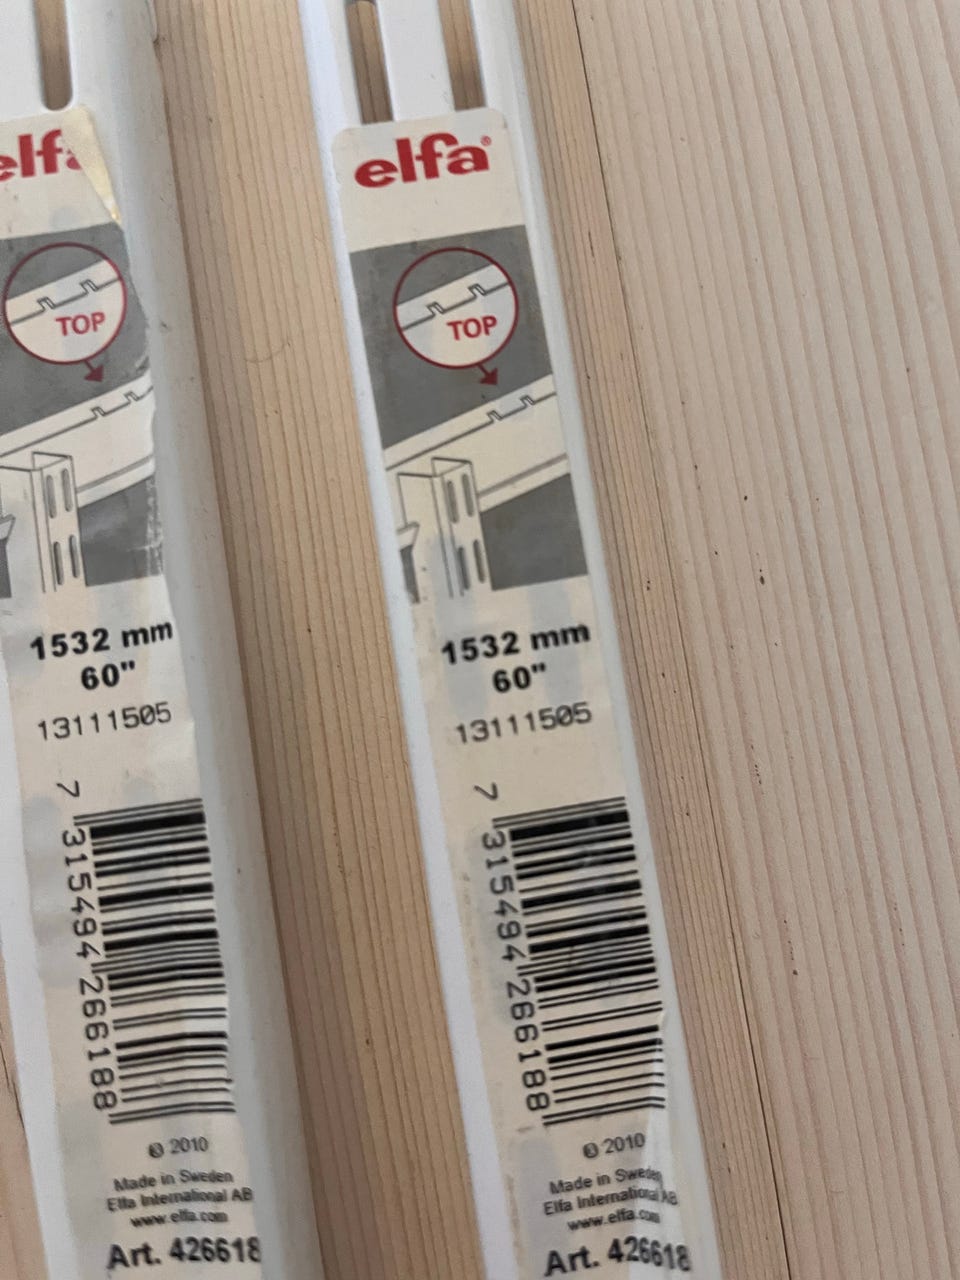 elfa
TOP
1532 mm
60"
13111505
7 315494 266188
© 2010
Made in Sweden
Elfa International AB
www.elfa.com
Art. 426618
elfa®
TOP
1532 mm
60"
13111505
7 315494 266188
© 2010
Made in Sweden
Elfa International AB
www.elfa.com
Art. 426618